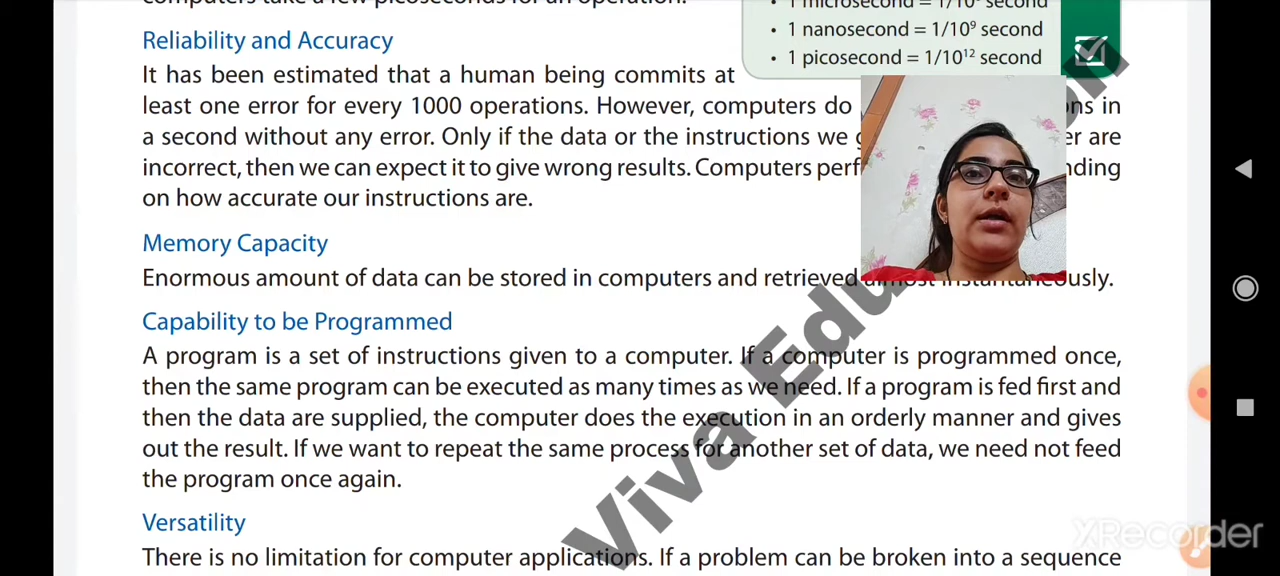 computers take a few picoseconds for an operation.
• 1 microsecond = 1/10⁶ second
• 1 nanosecond = 1/10⁹ second
• 1 picosecond = 1/10¹² second
Reliability and Accuracy
It has been estimated that a human being commits at
least one error for every 1000 operations. However, computers do in
a second without any error. Only if the data or the instructions we are
incorrect, then we can expect it to give wrong results. Computers
on how accurate our instructions are.
Memory Capacity
Enormous amount of data can be stored in computers and retrieved almost instantaneously.
Capability to be Programmed
A program is a set of instructions given to a computer. If a computer is programmed once,
then the same program can be executed as many times as we need. If a program is fed first and
then the data are supplied, the computer does the execution in an orderly manner and gives
out the result. If we want to repeat the same process for another set of data, we need not feed
the program once again.
Versatility
There is no limitation for computer applications. If a problem can be broken into a sequence
Viva
XRecorder